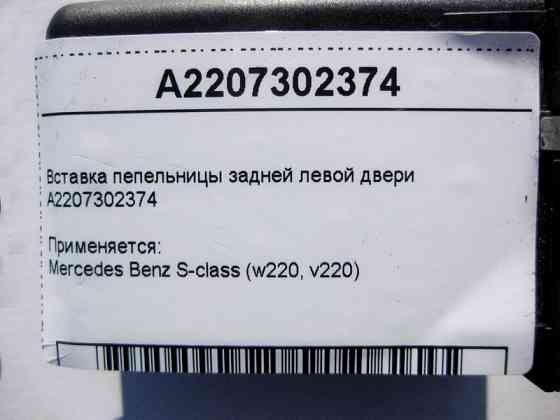 A2207302374
Вставка пепельницы задней левой двери
A2207302374
Применяется:
Mercedes Benz S-class (w220, v220)